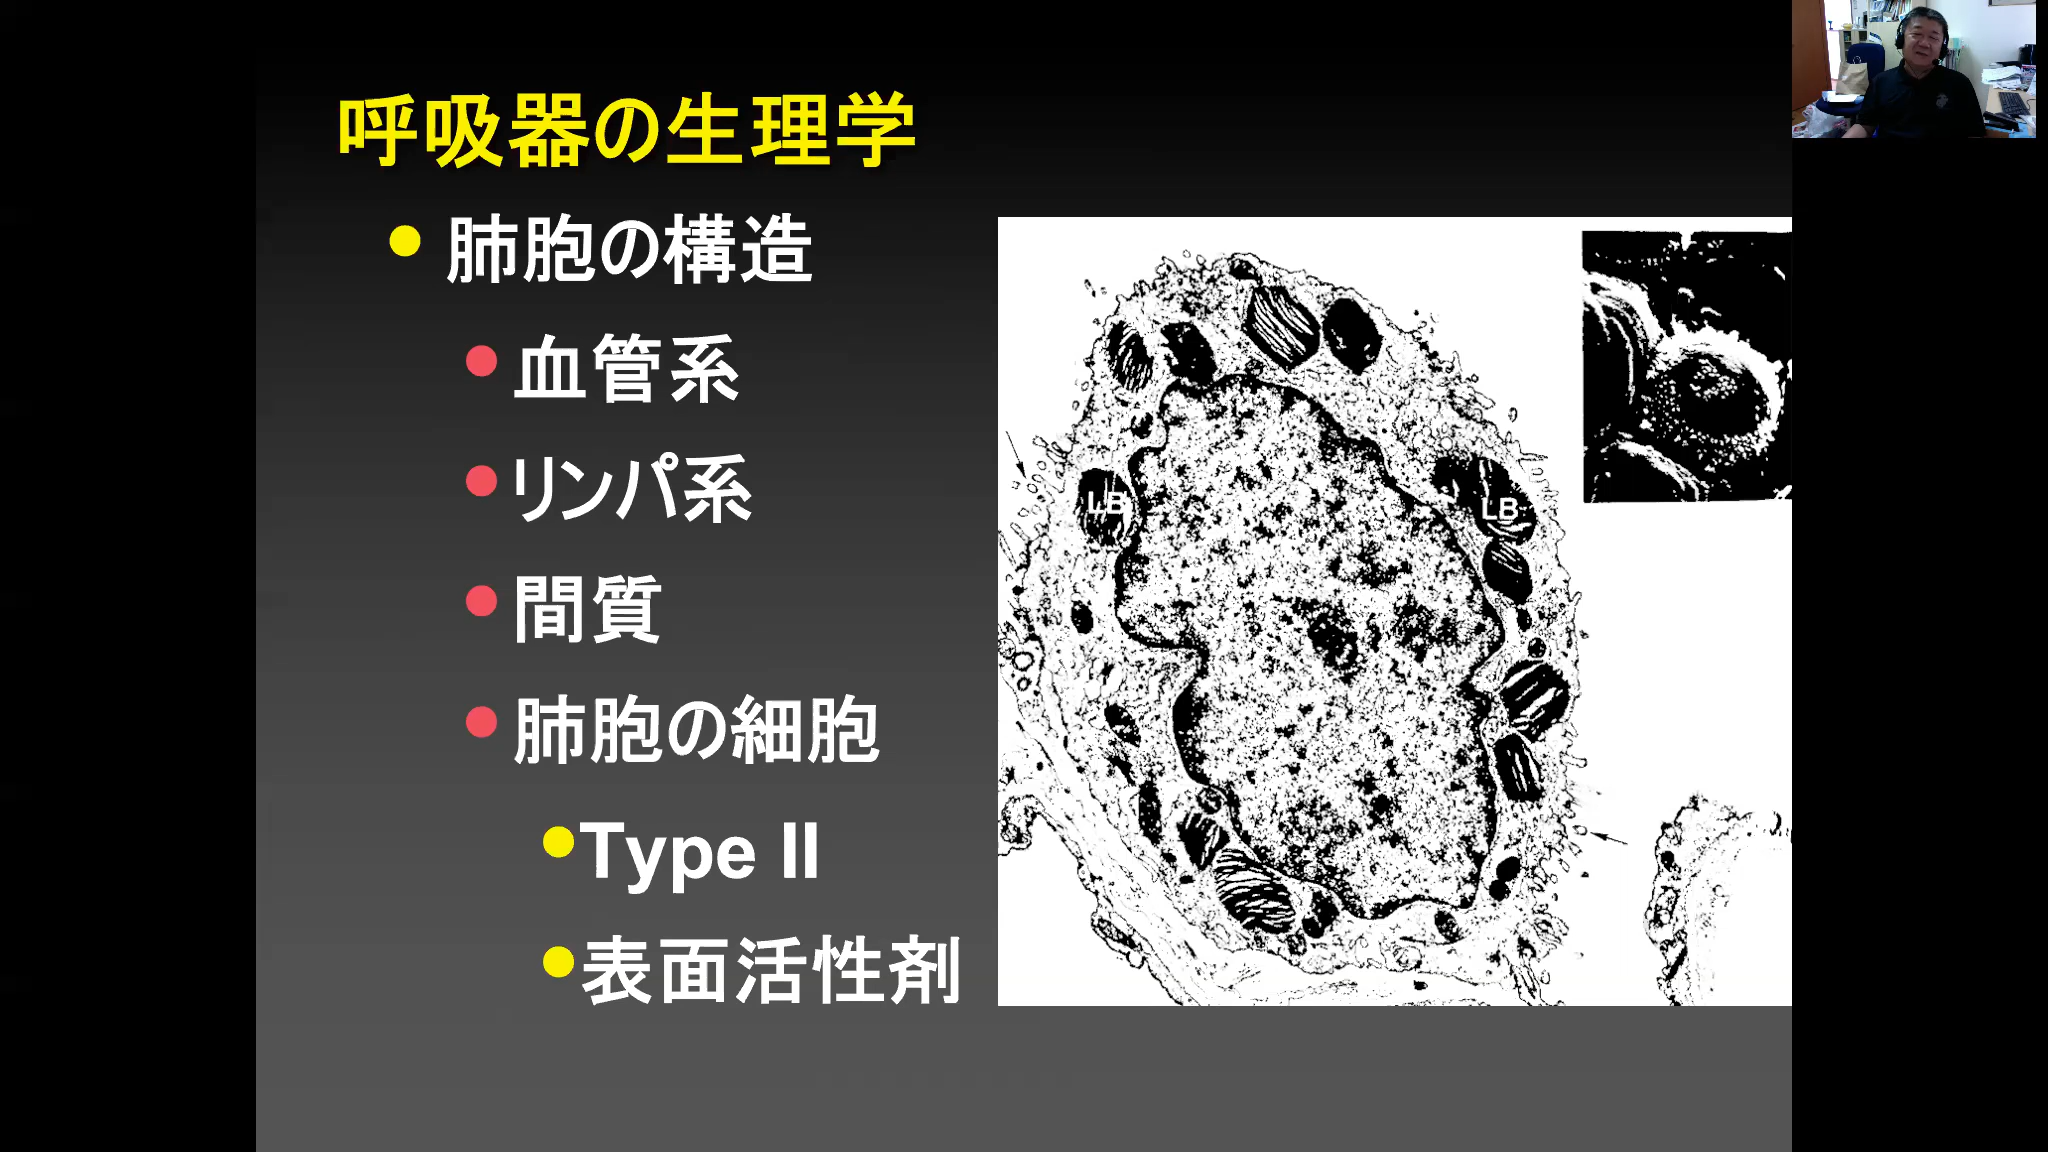 呼吸器の生理学
肺胞の構造
血管系
リンパ系
間質
肺胞の細胞
Type II
表面活性剤
LB
LB